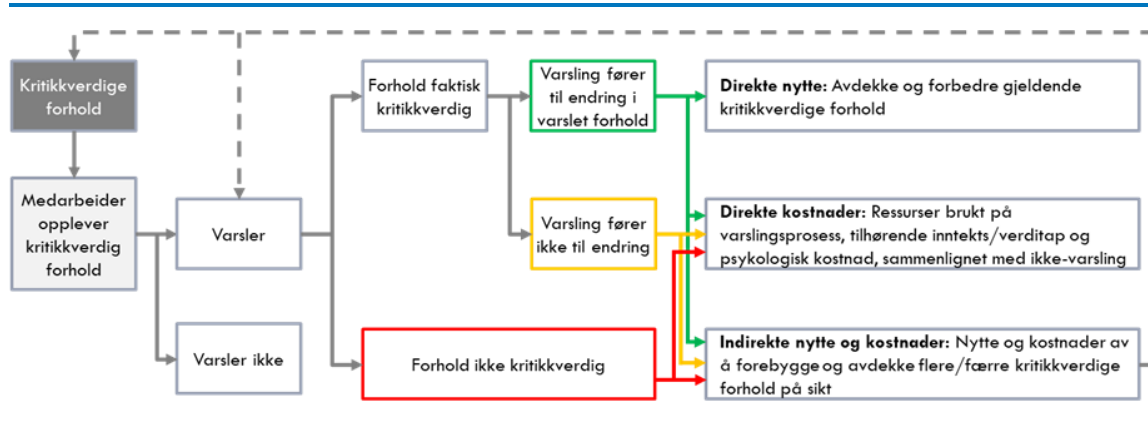 Kritikkverdige
forhold
Medarbeider
opplever
kritikkverdig
forhold
Varsler
Varsler ikke
Forhold faktisk
kritikkverdig
Forhold ikke kritikkverdig
Varsling fører
til endring i
varslet forhold
Varsling fører
ikke til endring
Direkte nytte: Avdekke og forbedre gjeldende
kritikkverdige forhold
Direkte kostnader: Ressurser brukt på
varslingsprosess, tilhørende inntekts/verditap og
psykologisk kostnad, sammenlignet med ikke-varsling
Indirekte nytte og kostnader: Nytte og kostnader av
å forebygge og avdekke flere/færre kritikkverdige
forhold på sikt